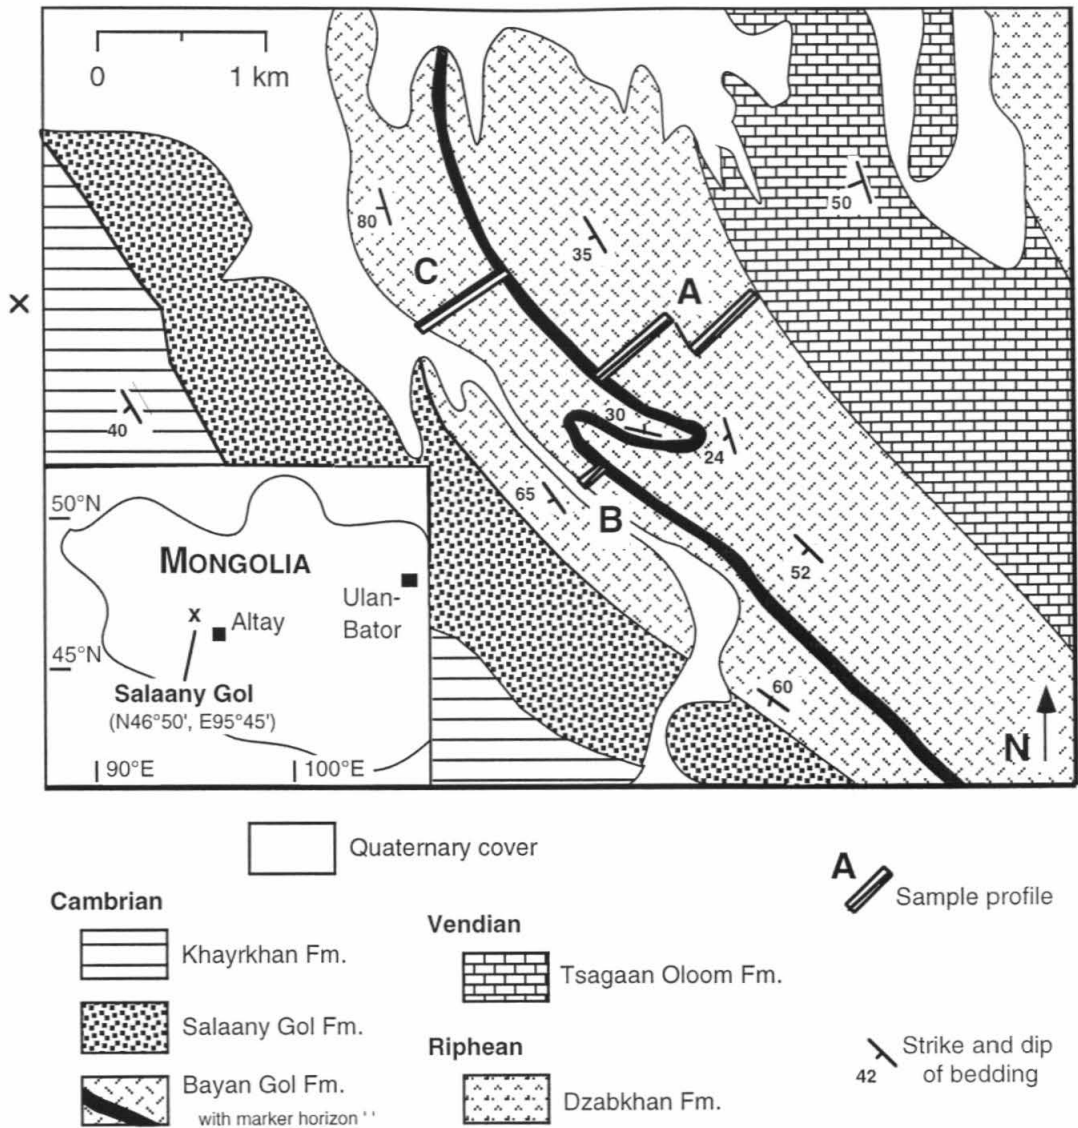 0 1 km
80
35
50
C
A
X
40
30
24
65
B
52
60
N
50°N
MONGOLIA
Ulan-
Bator
x
Altay
45°N
Salaany Gol
(N46°50', E95°45')
90°E
100°E
Quaternary cover
Cambrian
Khayrkhan Fm.
Salaany Gol Fm.
Bayan Gol Fm.
with marker horizon ' '
Vendian
Tsagaan Oloom Fm.
Riphean
Dzabkhan Fm.
A
Sample profile
42
Strike and dip
of bedding